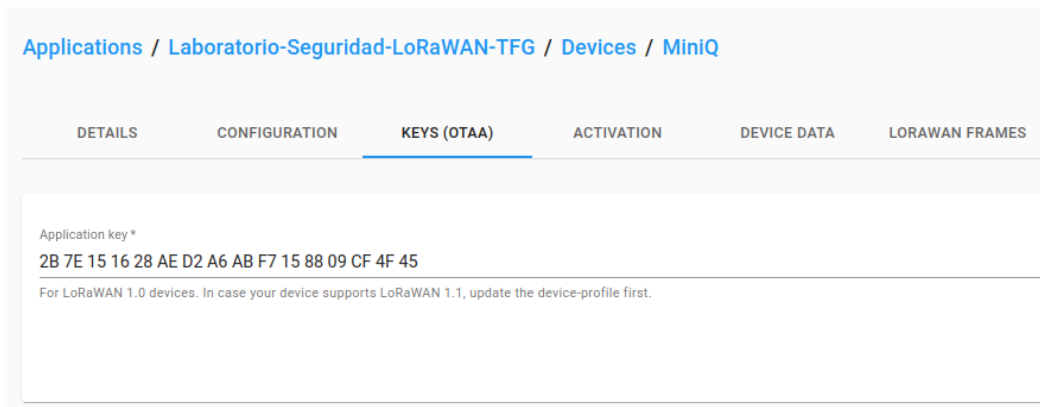 Applications / Laboratorio-Seguridad-LoRaWAN-TFG / Devices / MiniQ
DETAILS CONFIGURATION KEYS (OTAA) ACTIVATION DEVICE DATA LORAWAN FRAMES
Application key *
2B 7E 15 16 28 AE D2 A6 AB F7 15 88 09 CF 4F 45
For LoRaWAN 1.0 devices. In case your device supports LoRaWAN 1.1, update the device-profile first.